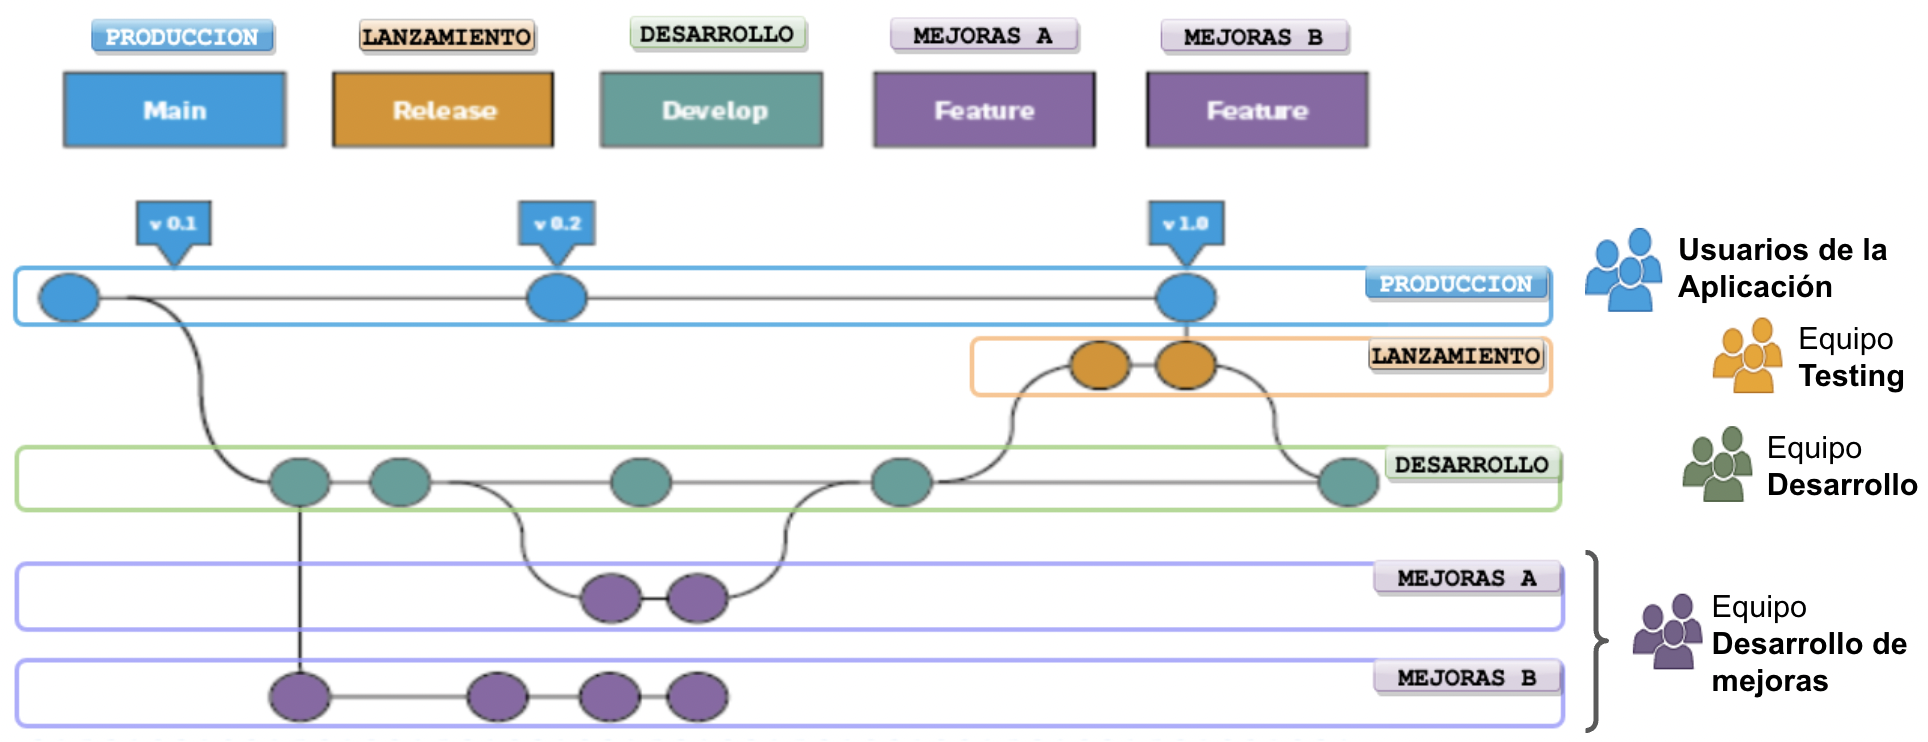 PRODUCCION LANZAMIENTO DESARROLLO MEJORAS A MEJORAS B
Main Release Develop Feature Feature
v 0.1 v 0.2 v 1.0
PRODUCCION
Usuarios de la
Aplicación
LANZAMIENTO
Equipo
Testing
DESARROLLO
Equipo
Desarrollo
MEJORAS A
MEJORAS B
Equipo
Desarrollo de
mejoras